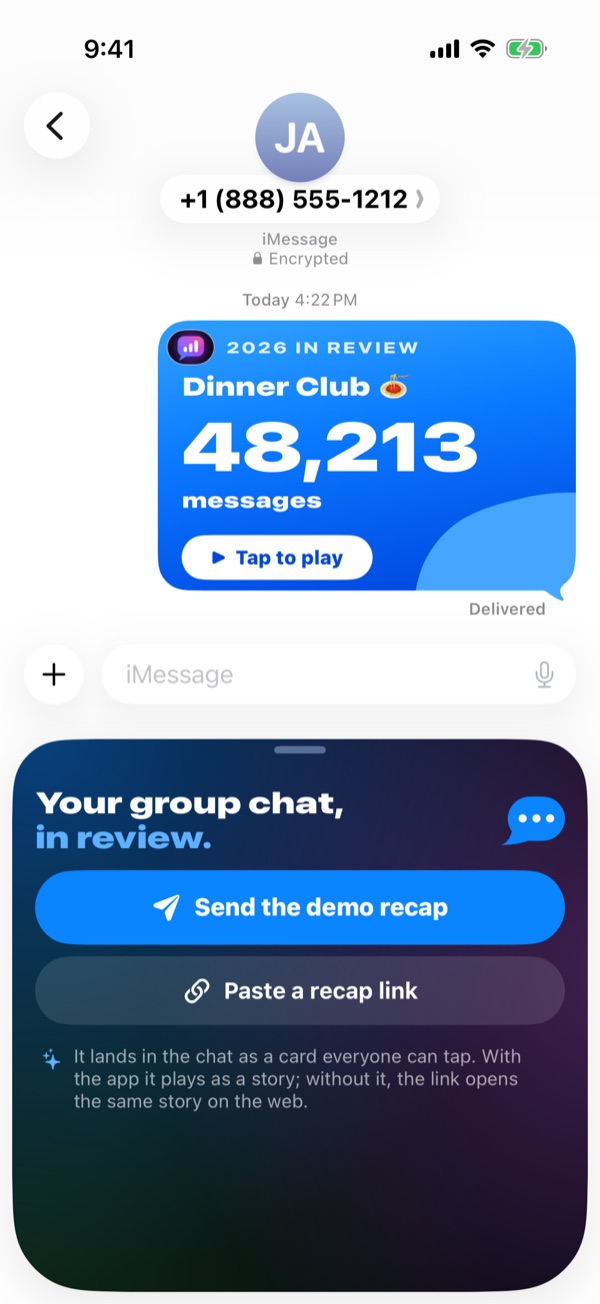 9:41
JA
+1 (888) 555-1212
iMessage
Encrypted
Today 4:22 PM
2026 IN REVIEW
Dinner Club 🍝
48,213
messages
Tap to play
Delivered
iMessage
Your group chat,
in review.
Send the demo recap
Paste a recap link
It lands in the chat as a card everyone can tap. With
the app it plays as a story; without it, the link opens
the same story on the web.